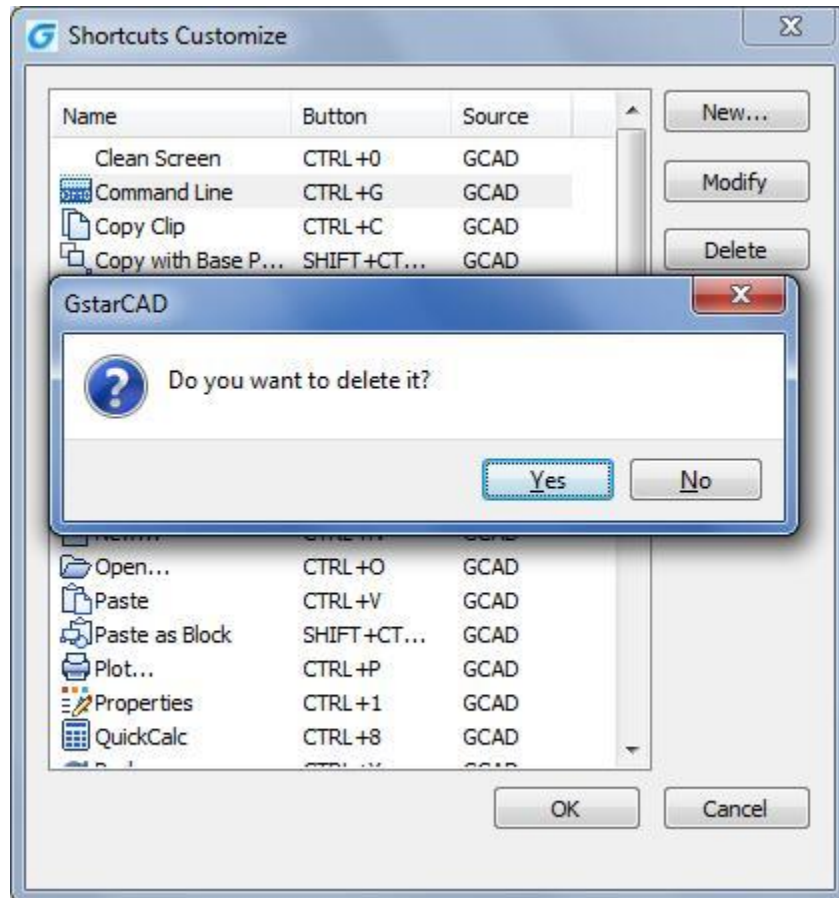 Shortcuts Customize
Name Button Source
New...
Clean Screen CTRL+0 GCAD
Command Line CTRL+G GCAD
Modify
Copy Clip CTRL+C GCAD
Copy with Base P... SHIFT+CT... GCAD
Delete
GstarCAD
Do you want to delete it?
Yes No
Open... CTRL+O GCAD
Paste CTRL+V GCAD
Paste as Block SHIFT+CT... GCAD
Plot... CTRL+P GCAD
Properties CTRL+1 GCAD
QuickCalc CTRL+8 GCAD
OK Cancel